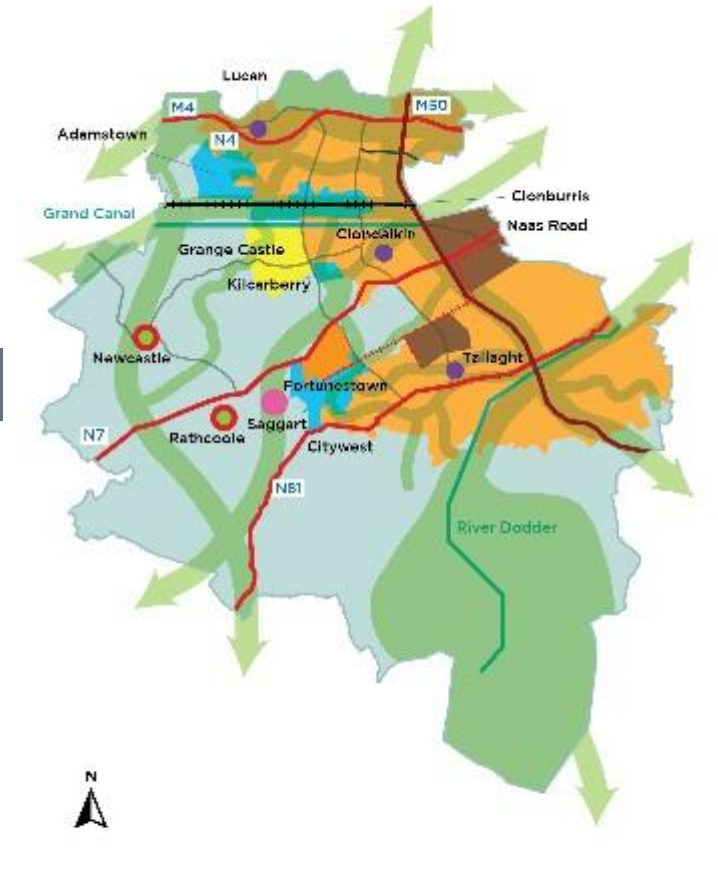 Lucan
M4
M50
Adamstown
N4
Clonburris
Grand Canal
Naas Road
Clondalkin
Grange Castle
Kilcarberry
Newcastle
Tallaght
Fortunestown
Saggart
N7
Rathcoole
Citywest
N81
River Dodder
N